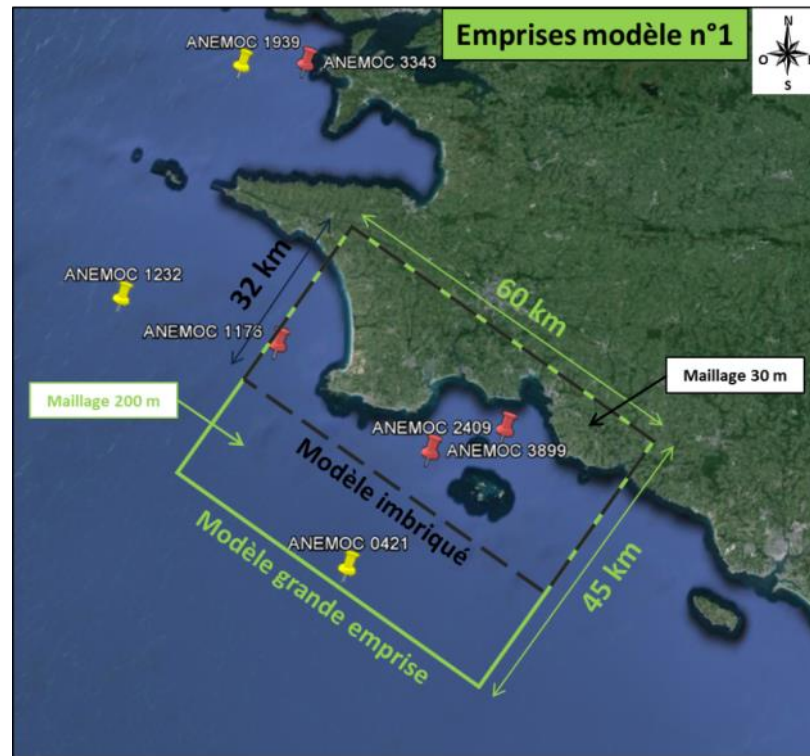 Emprises modèle n°1
N
O
E
S
ANEMOC 1939
ANEMOC 3343
32 km
60 km
ANEMOC 1232
ANEMOC 1178
Maillage 30 m
Maillage 200 m
ANEMOC 2409
ANEMOC 3899
Modèle imbriqué
ANEMOC 0421
45 km
Modèle grande emprise